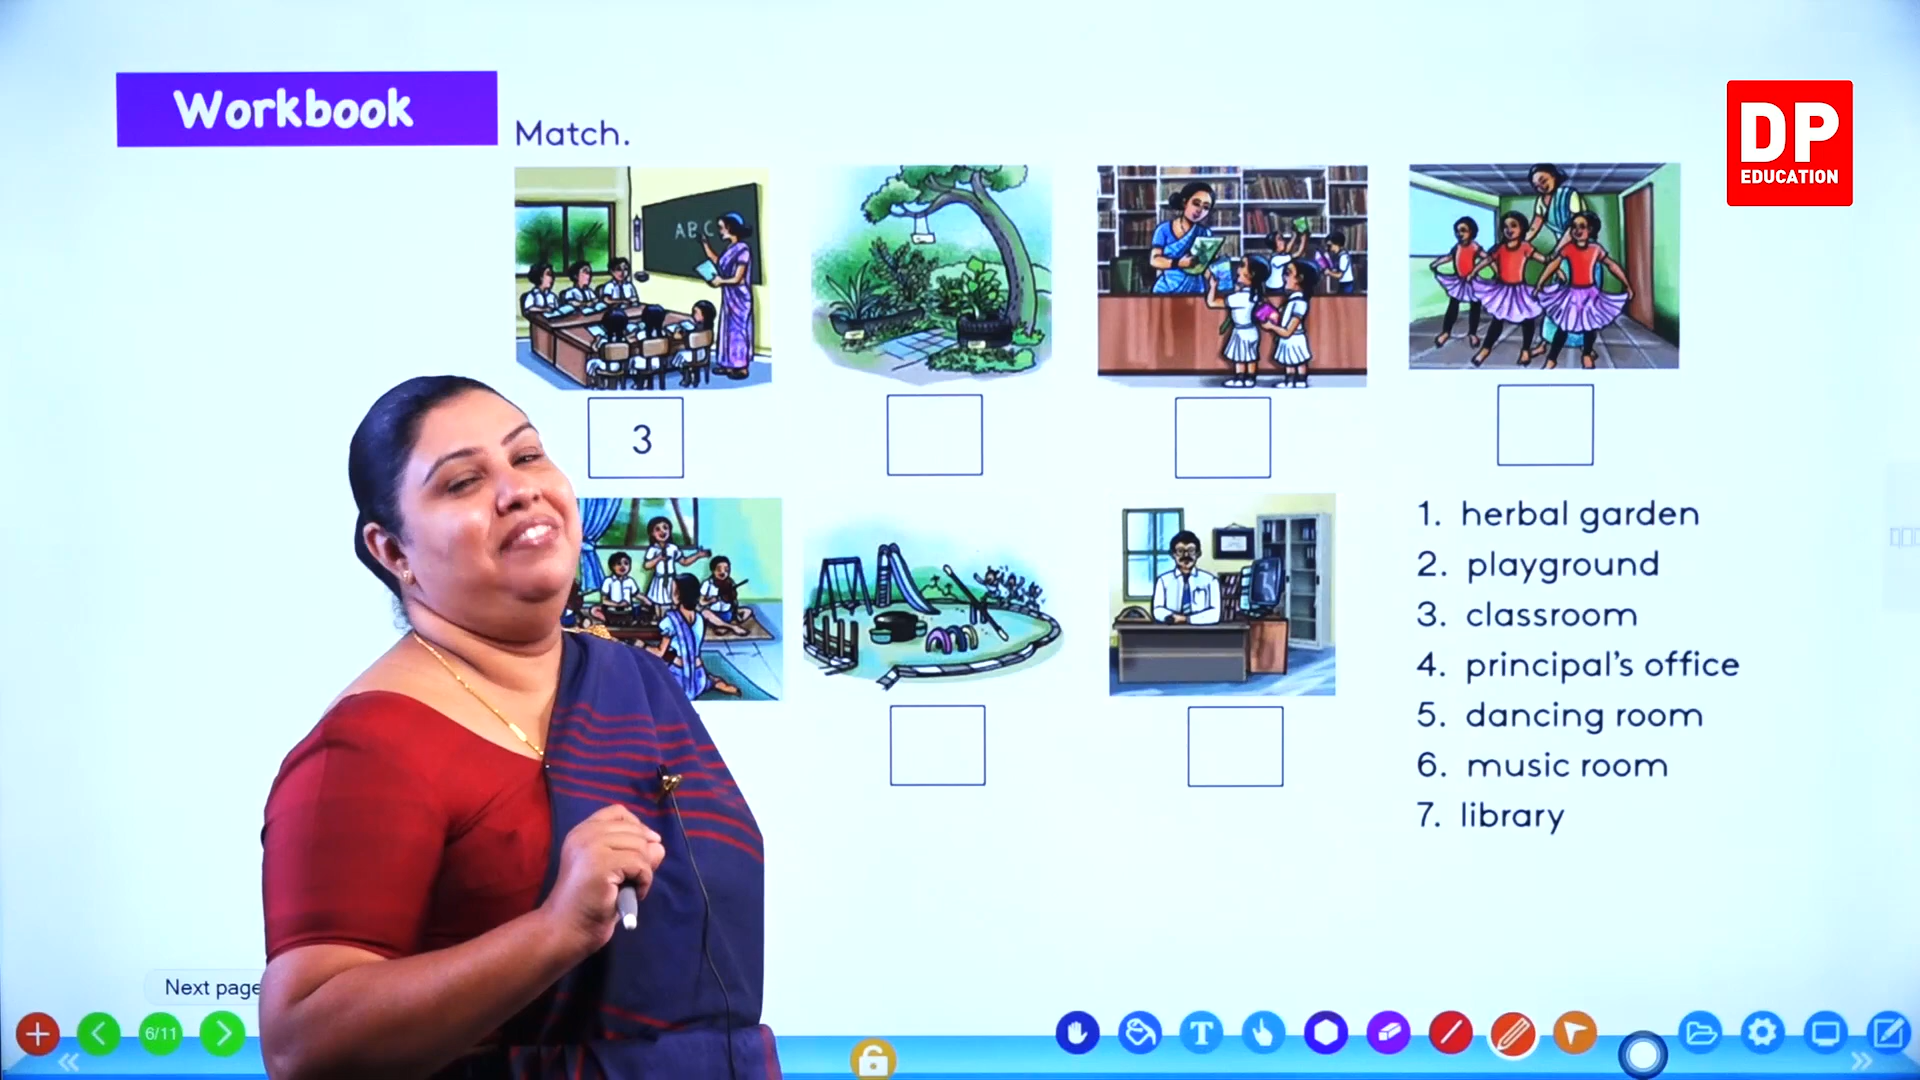 Workbook
Match.
DP
EDUCATION
ABC
3
1. herbal garden
2. playground
3. classroom
4. principal's office
5. dancing room
6. music room
7. library
Next page
6/11
T